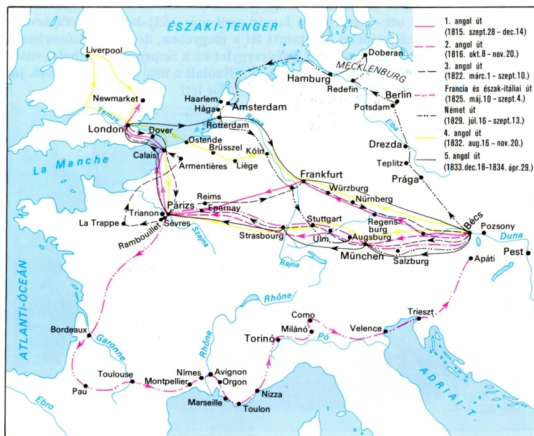 ÉSZAKI-TENGER
1. angol út
(1815. szept.28 – dec.14)
2. angol út
(1816. okt.8 – nov.20.)
3. angol út
(1822. márc.1 – szept.10.)
Francia és észak-itáliai út
(1825. máj.10 – szept.4.)
Német út
(1829. júl.16 – szept.13.)
4. angol út
(1832. aug.16 – nov.20.)
5. angol út
(1833.dec.18–1834. ápr.29.)
Liverpool
Doberan
MECKLENBURG
Hamburg
Redefin
Newmarket
Haarlem
Amsterdam
Hága
Berlin
Potsdam
London
Temze
Dover
Rotterdam
Rajna
Elba
Ostende
Brüsszel
Köln
Drezda
La Manche
Calais
Liège
Armentières
Teplitz
Prága
Frankfurt
Würzburg
Reims
Nürnberg
Párizs
Epernay
Trianon
La Trappe
Sèvres
Rambouillet
Stuttgart
Regens
burg
Bécs
Pozsony
Strasbourg
Ulm.
Augsburg
Duna
Szajna
München
Salzburg
Apáti
Pest
Rajna
ATLANTI-ÓCEÁN
Rhône
Como
Trieszt
Milánó
Velence
Bordeaux
Torinó
Pó
Garonne
Rhône
Nîmes
Avignon
Toulouse
Orgon
Pau
Montpellier
Nizza
Marseille
Toulon
Ebro
ADRIAI-T.